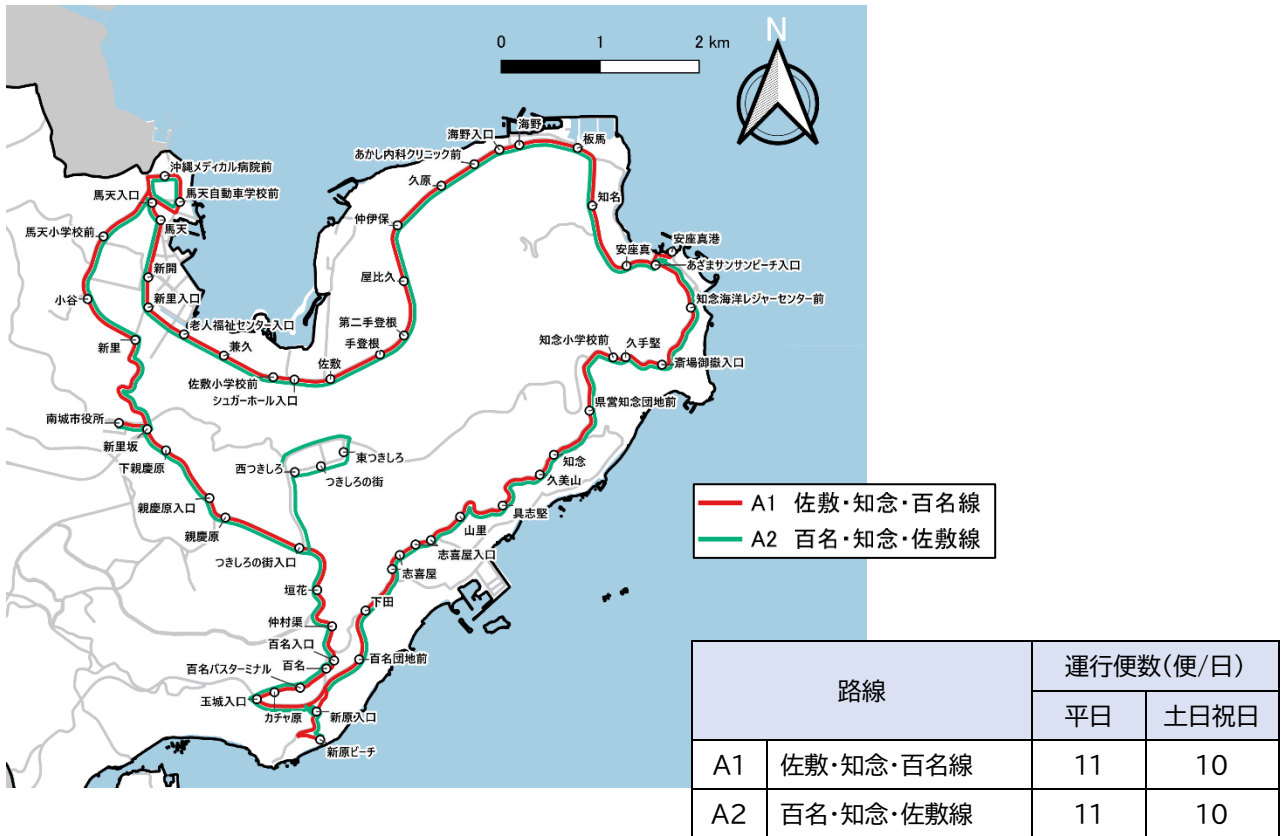 N
0 1 2 km
海野
海野入口
板馬
あかし内科クリニック前
沖縄メディカル病院前
久原
馬天入口
馬天自動車学校前
知名
仲伊保
馬天
馬天小学校前
安座真港
安座真
あざまサンサンビーチ入口
新開
屋比久
小谷
新里入口
知念海洋レジャーセンター前
老人福祉センター入口
第二手登根
新里
手登根
知念小学校前
久手堅
兼久
佐敷
斎場御嶽入口
佐敷小学校前
シュガーホール入口
県営知念団地前
南城市役所
新里坂
東つきしろ
下親慶原
西つきしろ
つきしろの街
知念
久美山
親慶原入口
具志堅
親慶原
山里
つきしろの街入口
志喜屋入口
志喜屋
垣花
下田
仲村渠
百名入口
百名団地前
百名
百名バスターミナル
玉城入口
カチャ原
新原入口
新原ビーチ
A1 佐敷・知念・百名線
A2 百名・知念・佐敷線
路線 運行便数(便/日)
平日 土日祝日
A1 佐敷・知念・百名線 11 10
A2 百名・知念・佐敷線 11 10